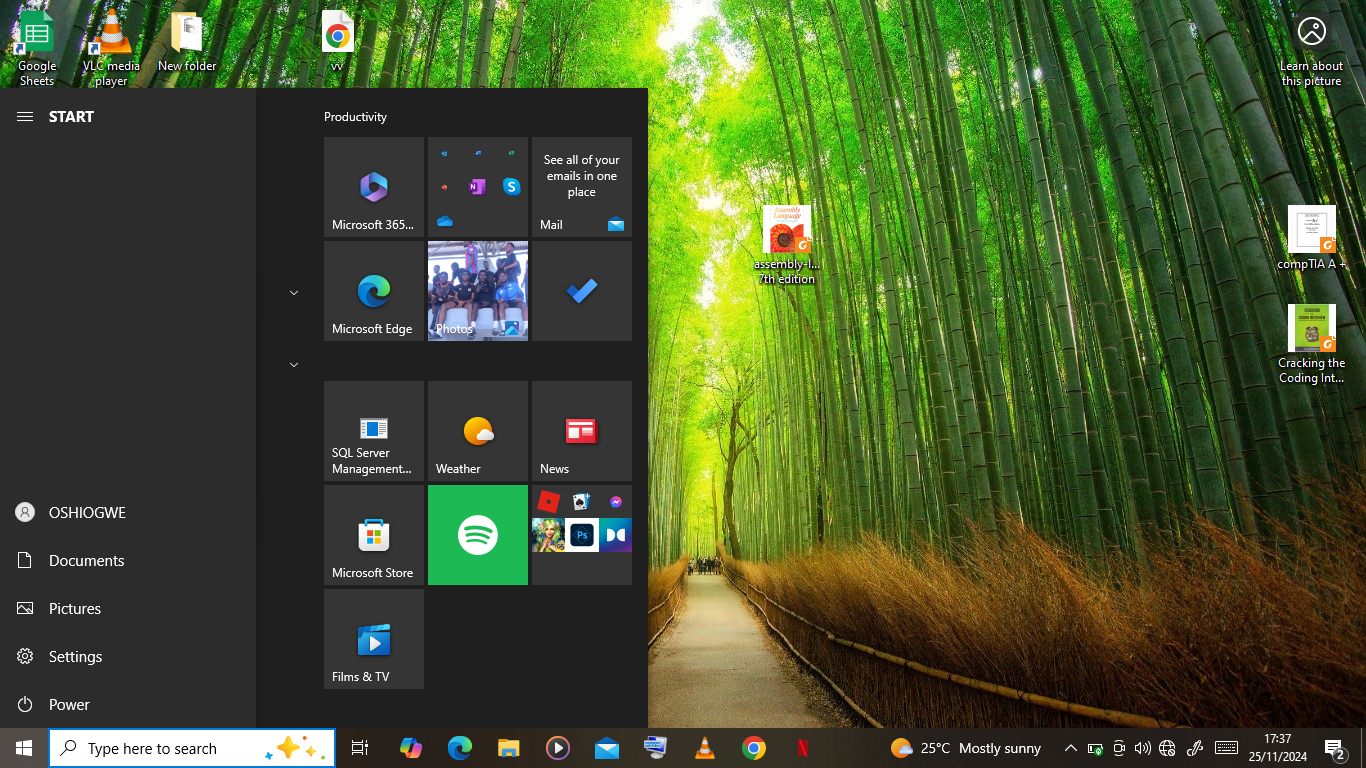 Google
Sheets
VLC media
player
New folder
vv
Learn about
this picture
START
Productivity
Microsoft 365...
See all of your
emails in one
place
Mail
Microsoft Edge
Photos
assembly-l...
7th edition
compTIA A +
Cracking the
Coding Int...
SQL Server
Management...
Weather
News
Microsoft Store
Films & TV
OSHIOGWE
Documents
Pictures
Settings
Power
Type here to search
25°C Mostly sunny
17:37
25/11/2024
2
Assembly
Language
N
S
Ps
N